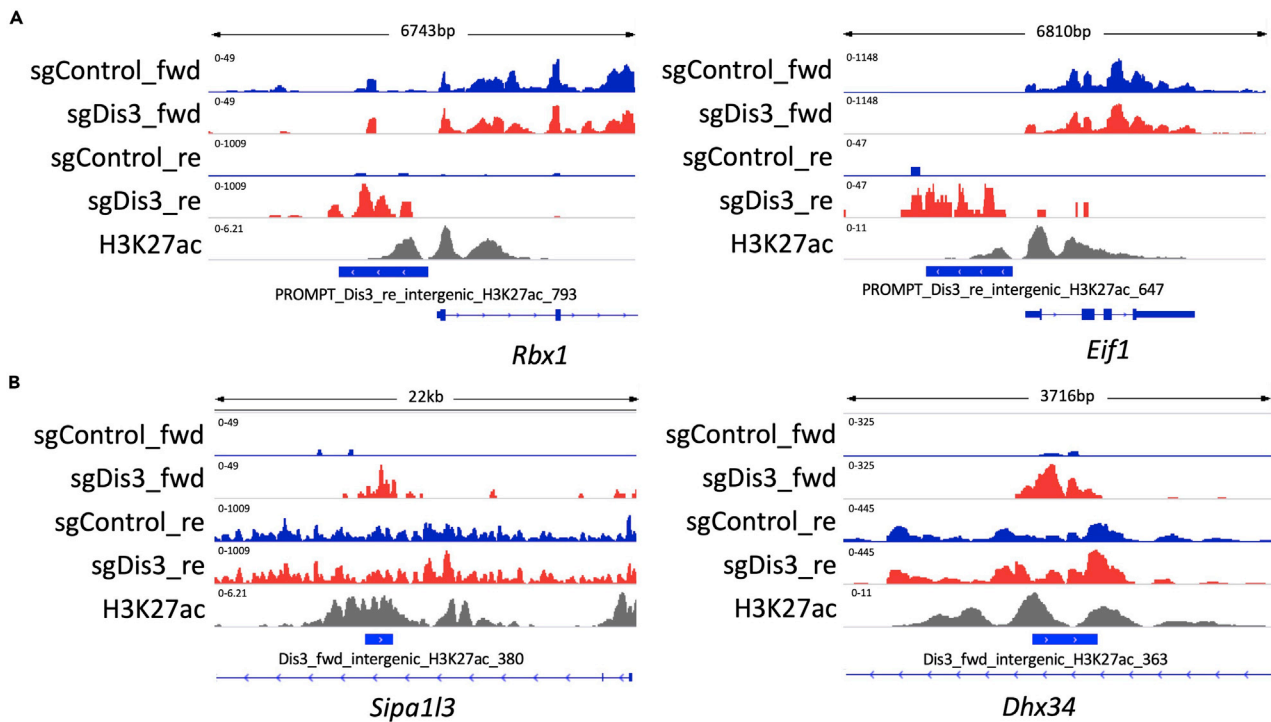 A
6743bp
sgControl_fwd
0-49
sgDis3_fwd
0-49
sgControl_re
0-1009
sgDis3_re
0-1009
H3K27ac
0-6.21
PROMPT_Dis3_re_intergenic_H3K27ac_793
Rbx1
6810bp
sgControl_fwd
0-1148
sgDis3_fwd
0-1148
sgControl_re
0-47
sgDis3_re
0-47
H3K27ac
0-11
PROMPT_Dis3_re_intergenic_H3K27ac_647
Eif1
B
22kb
sgControl_fwd
0-49
sgDis3_fwd
0-49
sgControl_re
0-1009
sgDis3_re
0-1009
H3K27ac
0-6.21
Dis3_fwd_intergenic_H3K27ac_380
Sipa1l3
3716bp
sgControl_fwd
0-325
sgDis3_fwd
0-325
sgControl_re
0-445
sgDis3_re
0-445
H3K27ac
0-11
Dis3_fwd_intergenic_H3K27ac_363
Dhx34